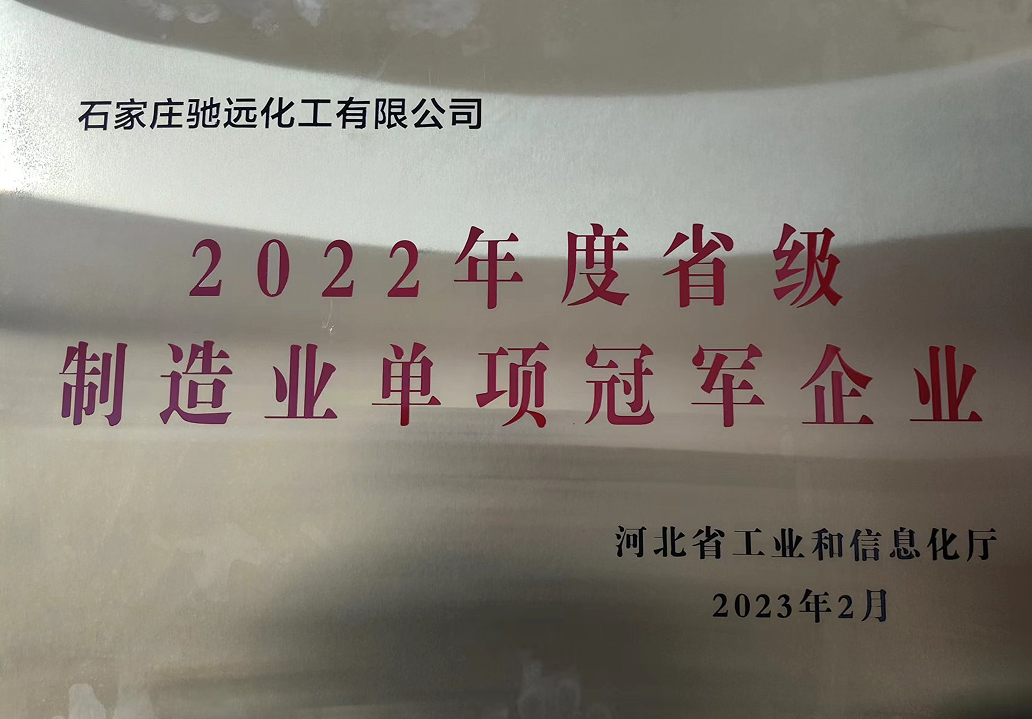 石家庄驰远化工有限公司
2022年度省级
制造业单项冠军企业
河北省工业和信息化厅
2023年2月